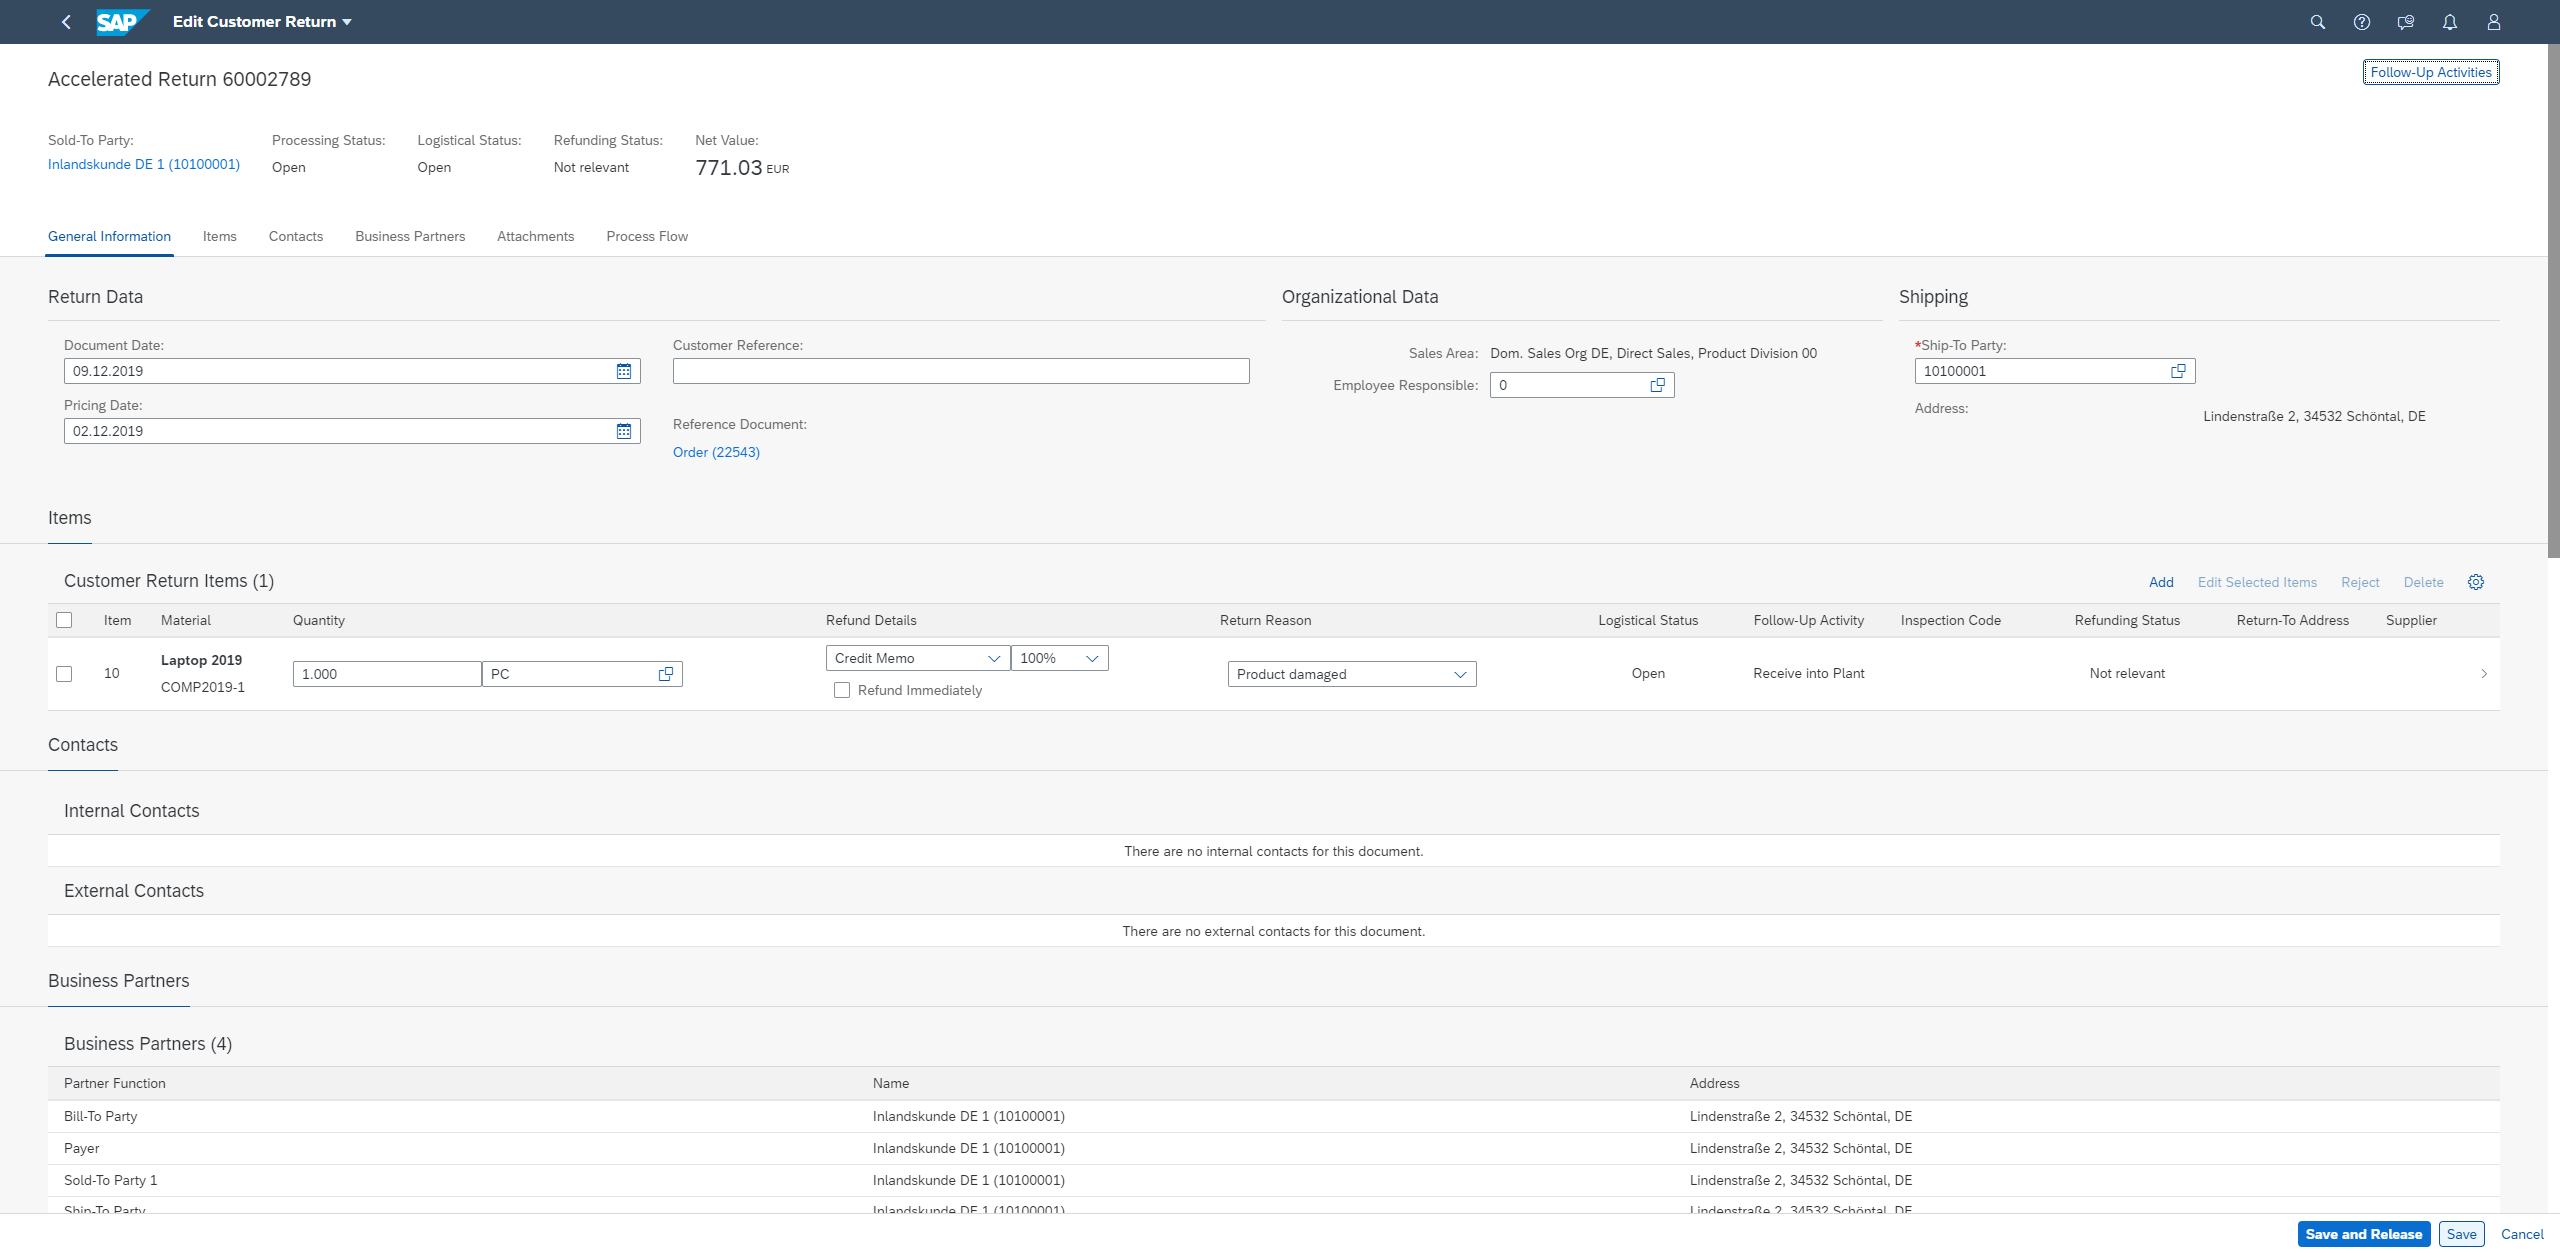 SAP Edit Customer Return
Accelerated Return 60002789
Follow-Up Activities
Sold-To Party: Processing Status: Logistical Status: Refunding Status: Net Value:
Inlandskunde DE 1 (10100001) Open Open Not relevant 771.03 EUR
General Information Items Contacts Business Partners Attachments Process Flow
Return Data Organizational Data Shipping
Document Date: Customer Reference: Sales Area: Dom. Sales Org DE, Direct Sales, Product Division 00 *Ship-To Party:
09.12.2019 Employee Responsible: 0 10100001
Pricing Date: Address: Lindenstraße 2, 34532 Schöntal, DE
02.12.2019 Reference Document:
Order (22543)
Items
Customer Return Items (1) Add Edit Selected Items Reject Delete
Item Material Quantity Refund Details Return Reason Logistical Status Follow-Up Activity Inspection Code Refunding Status Return-To Address Supplier
10 Laptop 2019 1.000 PC Credit Memo 100% Product damaged Open Receive into Plant Not relevant
COMP2019-1 Refund Immediately
Contacts
Internal Contacts
There are no internal contacts for this document.
External Contacts
There are no external contacts for this document.
Business Partners
Business Partners (4)
Partner Function Name Address
Bill-To Party Inlandskunde DE 1 (10100001) Lindenstraße 2, 34532 Schöntal, DE
Payer Inlandskunde DE 1 (10100001) Lindenstraße 2, 34532 Schöntal, DE
Sold-To Party 1 Inlandskunde DE 1 (10100001) Lindenstraße 2, 34532 Schöntal, DE
Ship-To Party Inlandskunde DE 1 (10100001) Lindenstraße 2, 34532 Schöntal, DE
Save and Release Save Cancel